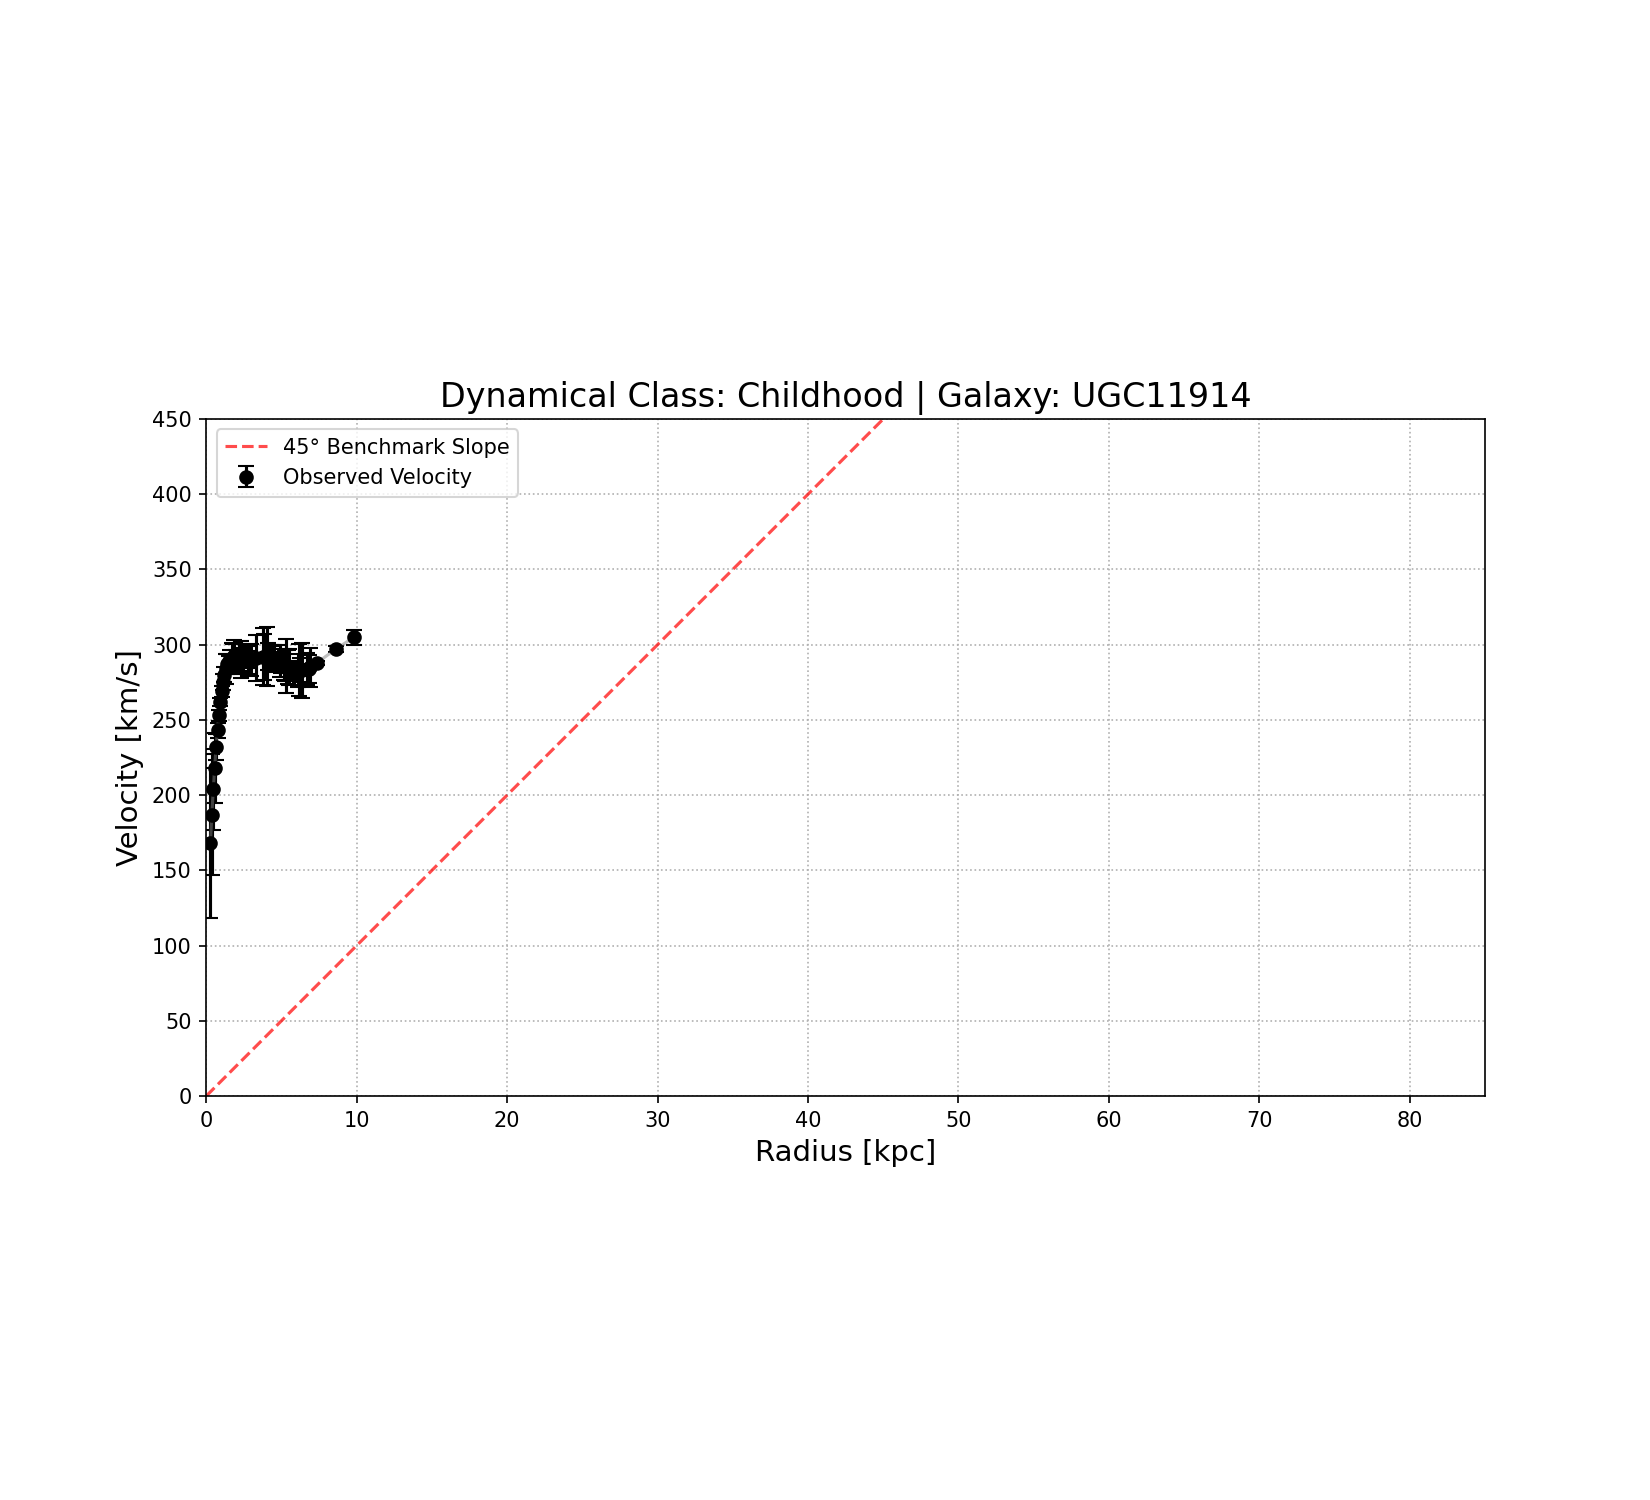 Dynamical Class: Childhood | Galaxy: UGC11914
450
400
350
300
250
200
150
100
50
0
45° Benchmark Slope
Observed Velocity
Velocity [km/s]
0 10 20 30 40 50 60 70 80
Radius [kpc]